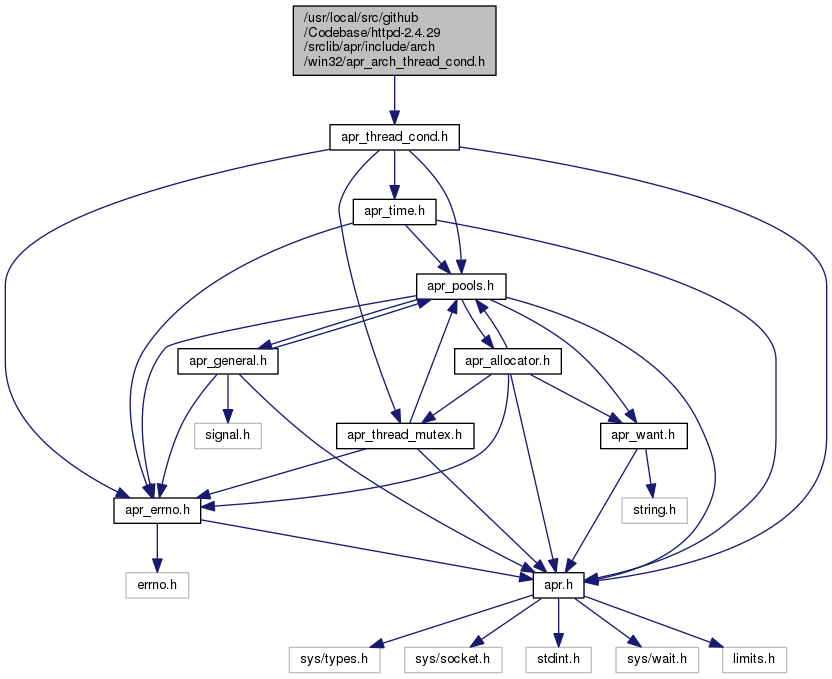 /usr/local/src/github
/Codebase/httpd-2.4.29
/srclib/apr/include/arch
/win32/apr_arch_thread_cond.h
apr_thread_cond.h
apr_time.h
apr_pools.h
apr_general.h
apr_allocator.h
signal.h
apr_thread_mutex.h
apr_want.h
apr_errno.h
string.h
errno.h
apr.h
sys/types.h
sys/socket.h
stdint.h
sys/wait.h
limits.h